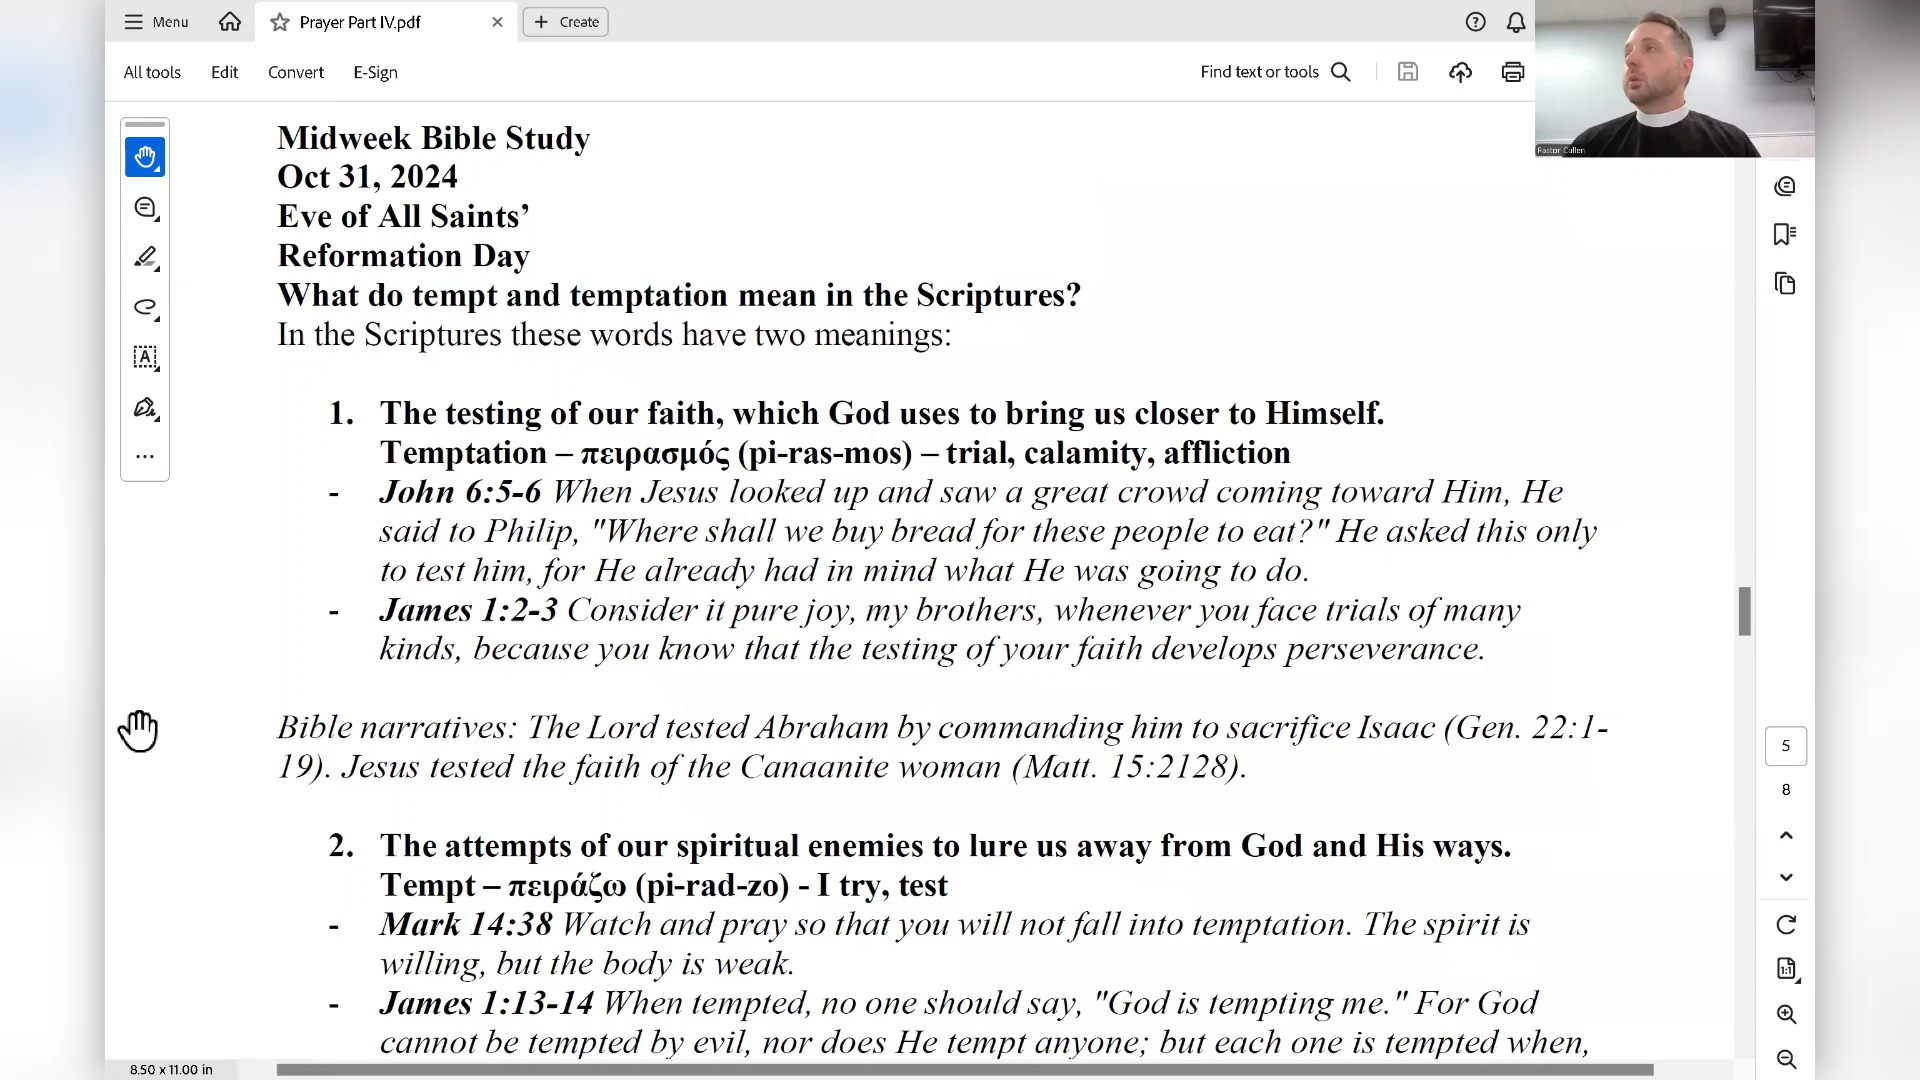 Menu
Prayer Part IV.pdf
Create
All tools
Edit
Convert
E-Sign
Find text or tools
Pastor Cullen
Midweek Bible Study
Oct 31, 2024
Eve of All Saints’
Reformation Day
What do tempt and temptation mean in the Scriptures?
In the Scriptures these words have two meanings:
1. The testing of our faith, which God uses to bring us closer to Himself.
Temptation – πειρασμός (pi-ras-mos) – trial, calamity, affliction
- John 6:5-6 When Jesus looked up and saw a great crowd coming toward Him, He
said to Philip, "Where shall we buy bread for these people to eat?" He asked this only
to test him, for He already had in mind what He was going to do.
- James 1:2-3 Consider it pure joy, my brothers, whenever you face trials of many
kinds, because you know that the testing of your faith develops perseverance.
Bible narratives: The Lord tested Abraham by commanding him to sacrifice Isaac (Gen. 22:1-
19). Jesus tested the faith of the Canaanite woman (Matt. 15:2128).
2. The attempts of our spiritual enemies to lure us away from God and His ways.
Tempt – πειράζω (pi-rad-zo) - I try, test
- Mark 14:38 Watch and pray so that you will not fall into temptation. The spirit is
willing, but the body is weak.
- James 1:13-14 When tempted, no one should say, "God is tempting me." For God
cannot be tempted by evil, nor does He tempt anyone; but each one is tempted when,
5
8
8.50 x 11.00 in